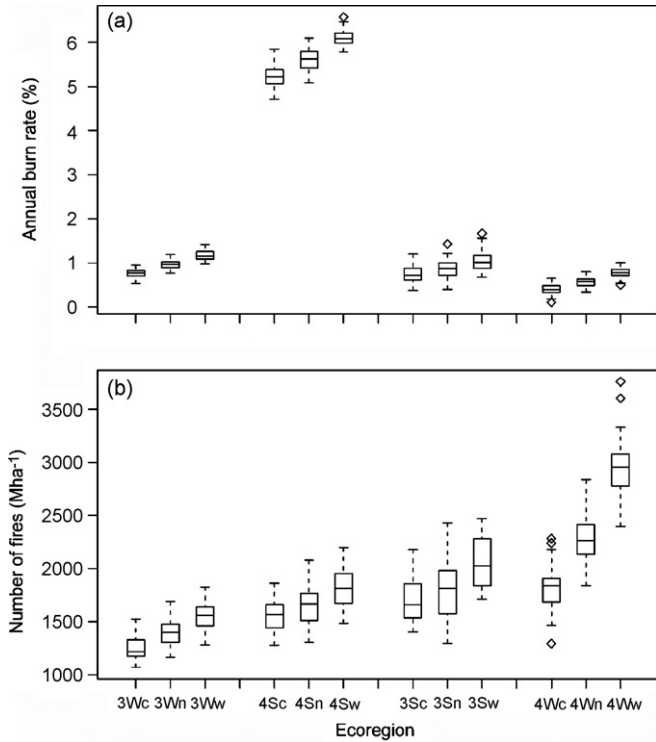 (a)
Annual burn rate (%)
6
5
4
3
2
1
0
(b)
Number of fires (Mha⁻¹)
3500
3000
2500
2000
1500
1000
3Wc 3Wn 3Ww 4Sc 4Sn 4Sw 3Sc 3Sn 3Sw 4Wc 4Wn 4Ww
Ecoregion